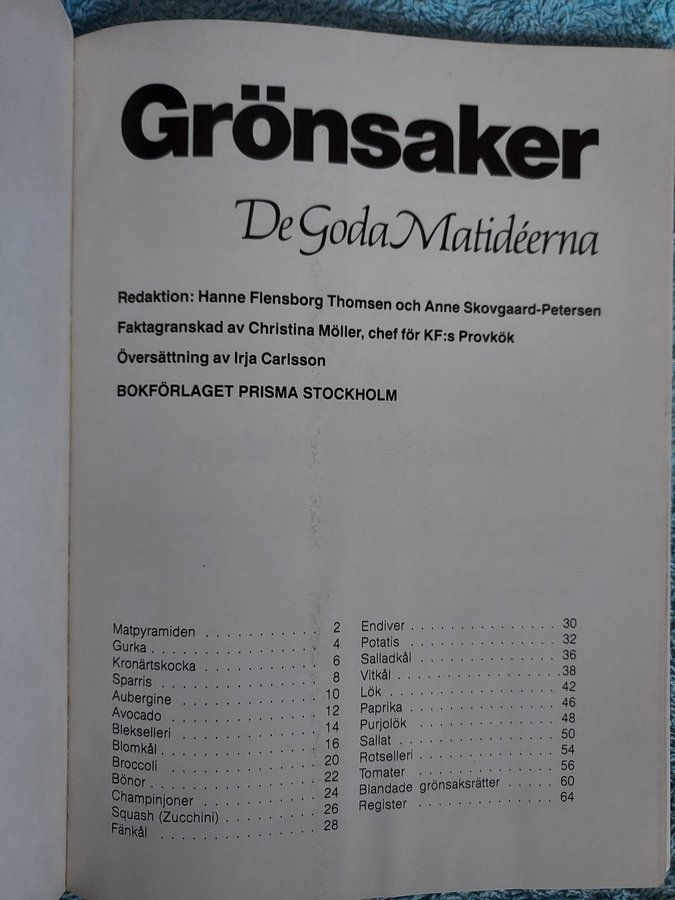 Grönsaker
De Goda Matidéerna
Redaktion: Hanne Flensborg Thomsen och Anne Skovgaard-Petersen
Faktagranskad av Christina Möller, chef för KF:s Provkök
Översättning av Irja Carlsson
BOKFÖRLAGET PRISMA STOCKHOLM
Matpyramiden . . . . . . . . . . 2
Gurka . . . . . . . . . . . . . . . 4
Kronärtskocka . . . . . . . . . . 6
Sparris . . . . . . . . . . . . . . 8
Aubergine . . . . . . . . . . . . 10
Avocado . . . . . . . . . . . . . 12
Blekselleri . . . . . . . . . . . . 14
Blomkål . . . . . . . . . . . . . . 16
Broccoli . . . . . . . . . . . . . 20
Bönor . . . . . . . . . . . . . . . 22
Champinjoner . . . . . . . . . . 24
Squash (Zucchini) . . . . . . . . 26
Fänkål . . . . . . . . . . . . . . 28
Endiver . . . . . . . . . . . . . . 30
Potatis . . . . . . . . . . . . . . 32
Salladkål . . . . . . . . . . . . . 36
Vitkål . . . . . . . . . . . . . . . 38
Lök . . . . . . . . . . . . . . . . 42
Paprika . . . . . . . . . . . . . . 46
Purjolök . . . . . . . . . . . . . 48
Sallat . . . . . . . . . . . . . . . 50
Rotselleri . . . . . . . . . . . . . 54
Tomater . . . . . . . . . . . . . . 56
Blandade grönsaksrätter . . . . . 60
Register . . . . . . . . . . . . . 64